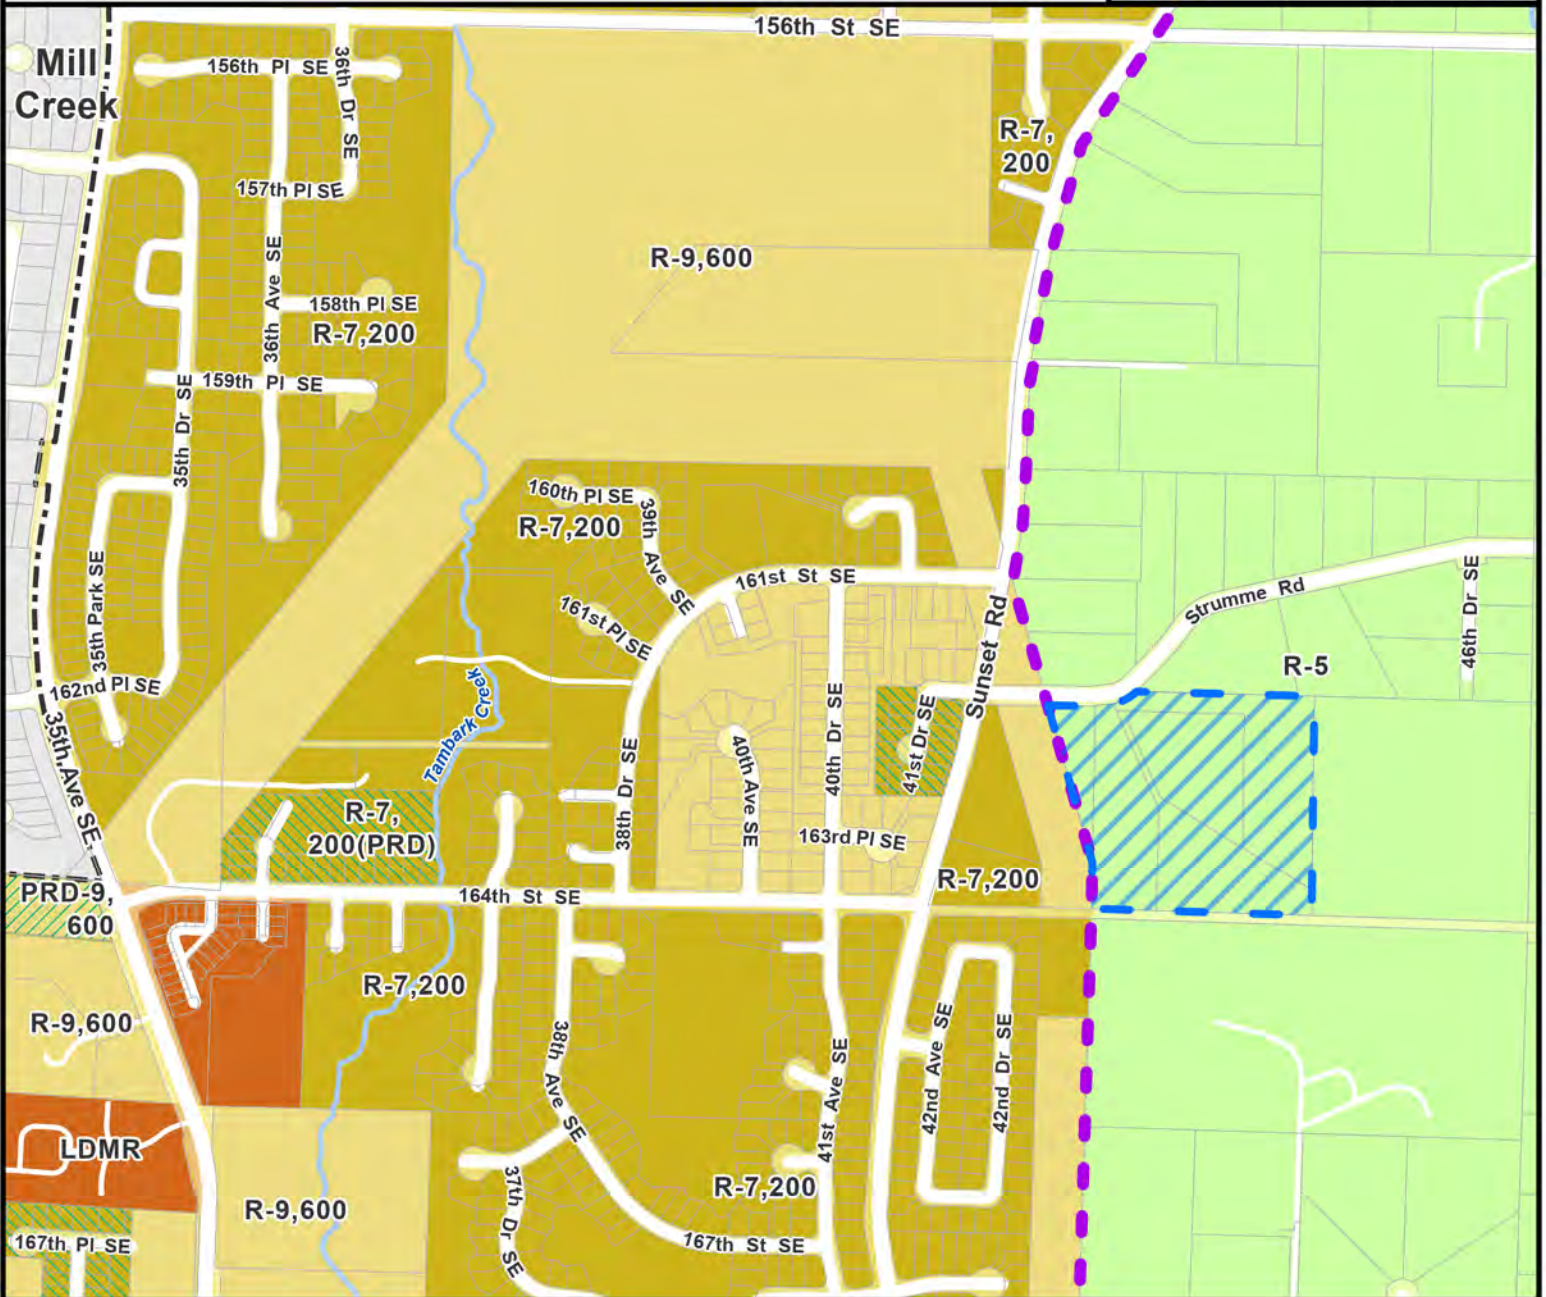 156th St SE
Mill
Creek
156th Pl SE
36th Dr SE
R-7,
200
157th Pl SE
36th Ave SE
R-9,600
158th Pl SE
R-7,200
159th Pl SE
35th Dr SE
160th Pl SE
R-7,200
39th Ave SE
161st St SE
161st Pl SE
35th Park SE
Strumme Rd
46th Dr SE
Sunset Rd
R-5
162nd Pl SE
35th Ave SE
Tambark Creek
40th Dr SE
41st Dr SE
38th Dr SE
40th Ave SE
R-7,
200(PRD)
163rd Pl SE
R-7,200
PRD-9,
600
164th St SE
R-7,200
R-9,600
38th Ave SE
41st Ave SE
42nd Ave SE
42nd Dr SE
LDMR
R-7,200
R-9,600
37th Dr SE
167th Pl SE
167th St SE